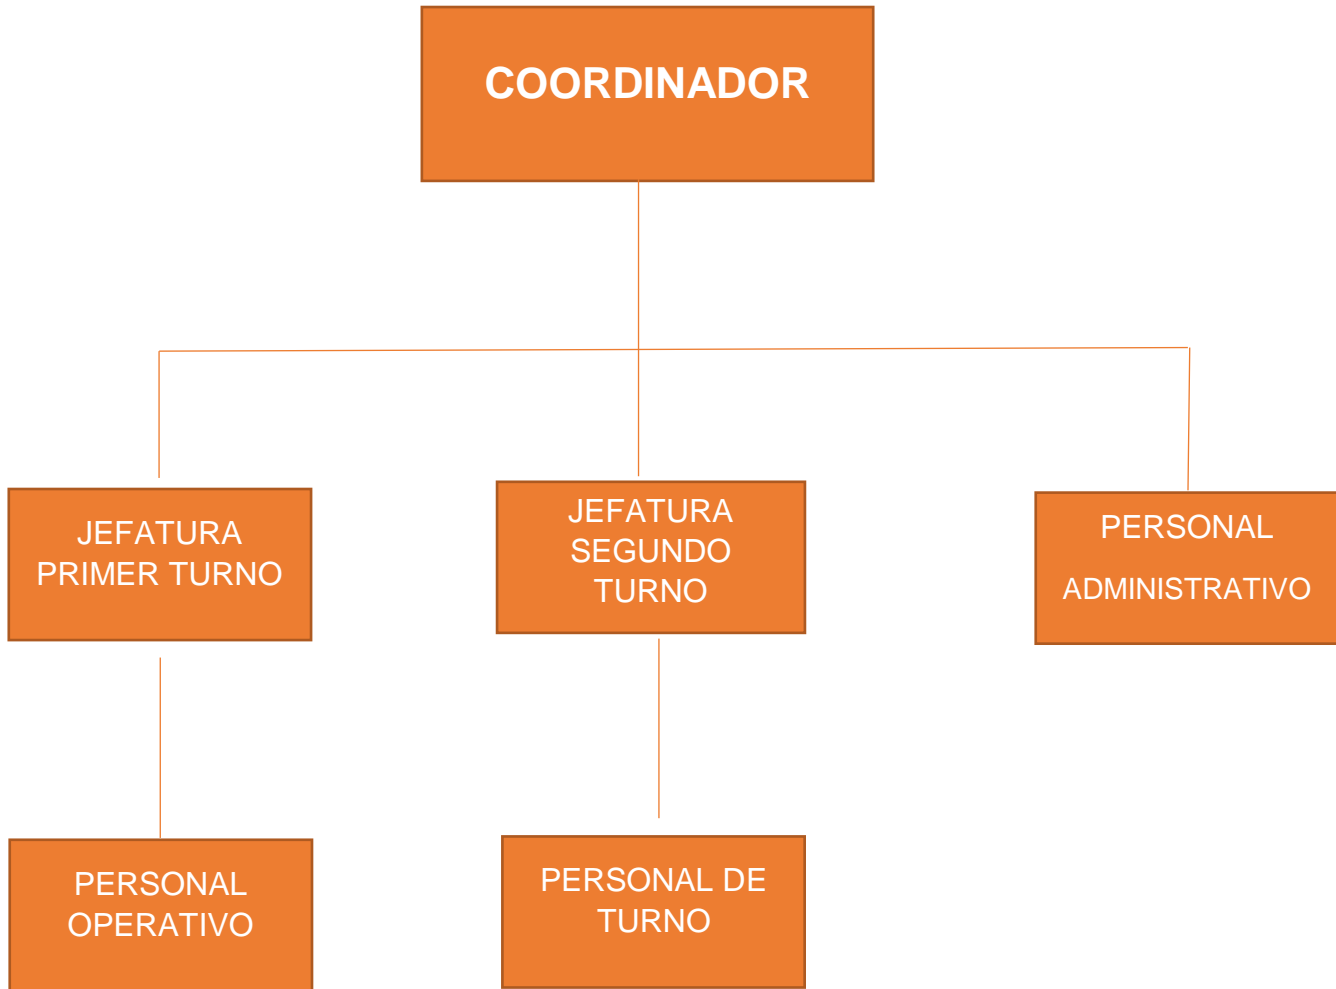 COORDINADOR
JEFATURA
PRIMER TURNO
JEFATURA
SEGUNDO
TURNO
PERSONAL
ADMINISTRATIVO
PERSONAL
OPERATIVO
PERSONAL DE
TURNO